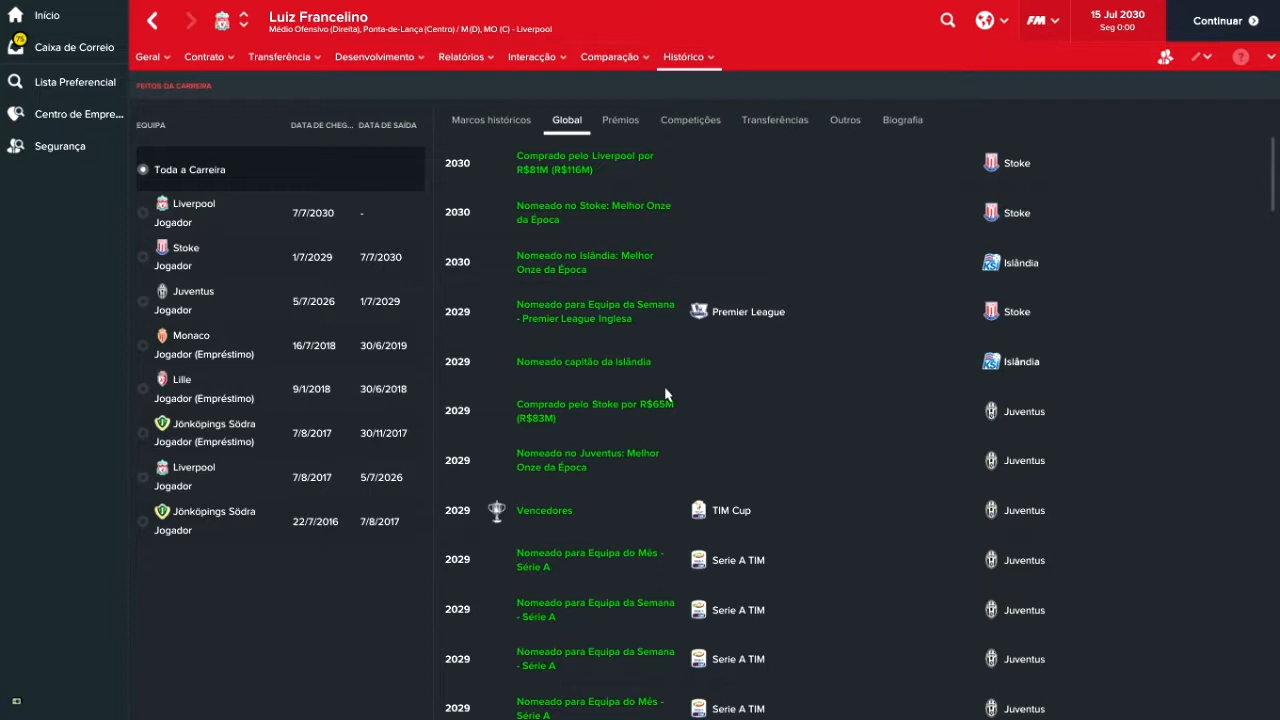 Início
75
Caixa de Correio
Lista Preferencial
Centro de Empre...
Segurança
Luiz Francelino
Médio Ofensivo (Direita), Ponta-de-Lança (Centro) / M (D), MO (C) - Liverpool
FM
15 Jul 2030
Seg 0:00
Continuar
Geral
Contrato
Transferência
Desenvolvimento
Relatórios
Interacção
Comparação
Histórico
?
FEITOS DA CARREIRA
EQUIPA
DATA DE CHEG...
DATA DE SAÍDA
Toda a Carreira
Liverpool
Jogador
7/7/2030
-
Stoke
Jogador
1/7/2029
7/7/2030
Juventus
Jogador
5/7/2026
1/7/2029
Monaco
Jogador (Empréstimo)
16/7/2018
30/6/2019
Lille
Jogador (Empréstimo)
9/1/2018
30/6/2018
Jönköpings Södra
Jogador (Empréstimo)
7/8/2017
30/11/2017
Liverpool
Jogador
7/8/2017
5/7/2026
Jönköpings Södra
Jogador
22/7/2016
7/8/2017
Marcos históricos
Global
Prémios
Competições
Transferências
Outros
Biografia
2030
Comprado pelo Liverpool por
R$81M (R$116M)
Stoke
2030
Nomeado no Stoke: Melhor Onze
da Época
Stoke
2030
Nomeado no Islândia: Melhor
Onze da Época
Islândia
2029
Nomeado para Equipa da Semana
- Premier League Inglesa
Premier League
Stoke
2029
Nomeado capitão da Islândia
Islândia
2029
Comprado pelo Stoke por R$65M
(R$83M)
Juventus
2029
Nomeado no Juventus: Melhor
Onze da Época
Juventus
2029
Vencedores
TIM Cup
Juventus
2029
Nomeado para Equipa do Mês -
Série A
Serie A TIM
Juventus
2029
Nomeado para Equipa da Semana
- Série A
Serie A TIM
Juventus
2029
Nomeado para Equipa da Semana
- Série A
Serie A TIM
Juventus
2029
Nomeado para Equipa do Mês -
Série A
Serie A TIM
Juventus